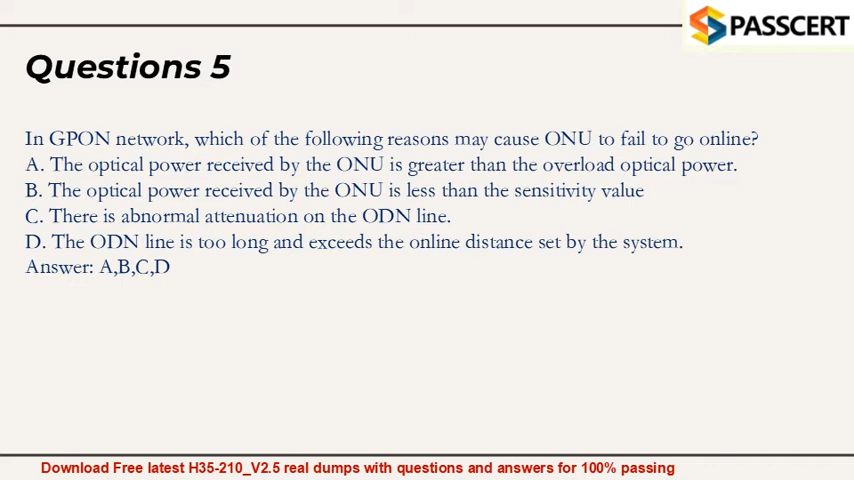 PASSCERT
Questions 5
In GPON network, which of the following reasons may cause ONU to fail to go online?
A. The optical power received by the ONU is greater than the overload optical power.
B. The optical power received by the ONU is less than the sensitivity value
C. There is abnormal attenuation on the ODN line.
D. The ODN line is too long and exceeds the online distance set by the system.
Answer: A,B,C,D
Download Free latest H35-210_V2.5 real dumps with questions and answers for 100% passing